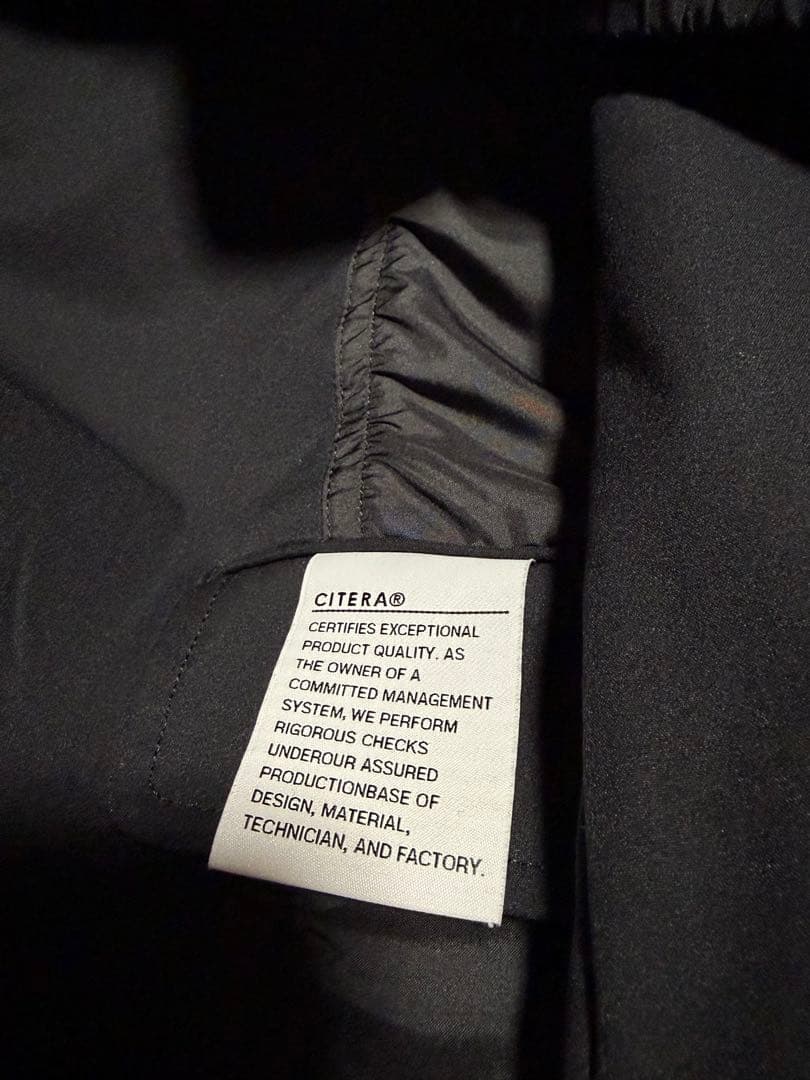 CITERA®
CERTIFIES EXCEPTIONAL
PRODUCT QUALITY. AS
THE OWNER OF A
COMMITTED MANAGEMENT
SYSTEM, WE PERFORM
RIGOROUS CHECKS
UNDEROUR ASSURED
PRODUCTIONBASE OF
DESIGN, MATERIAL,
TECHNICIAN, AND FACTORY.